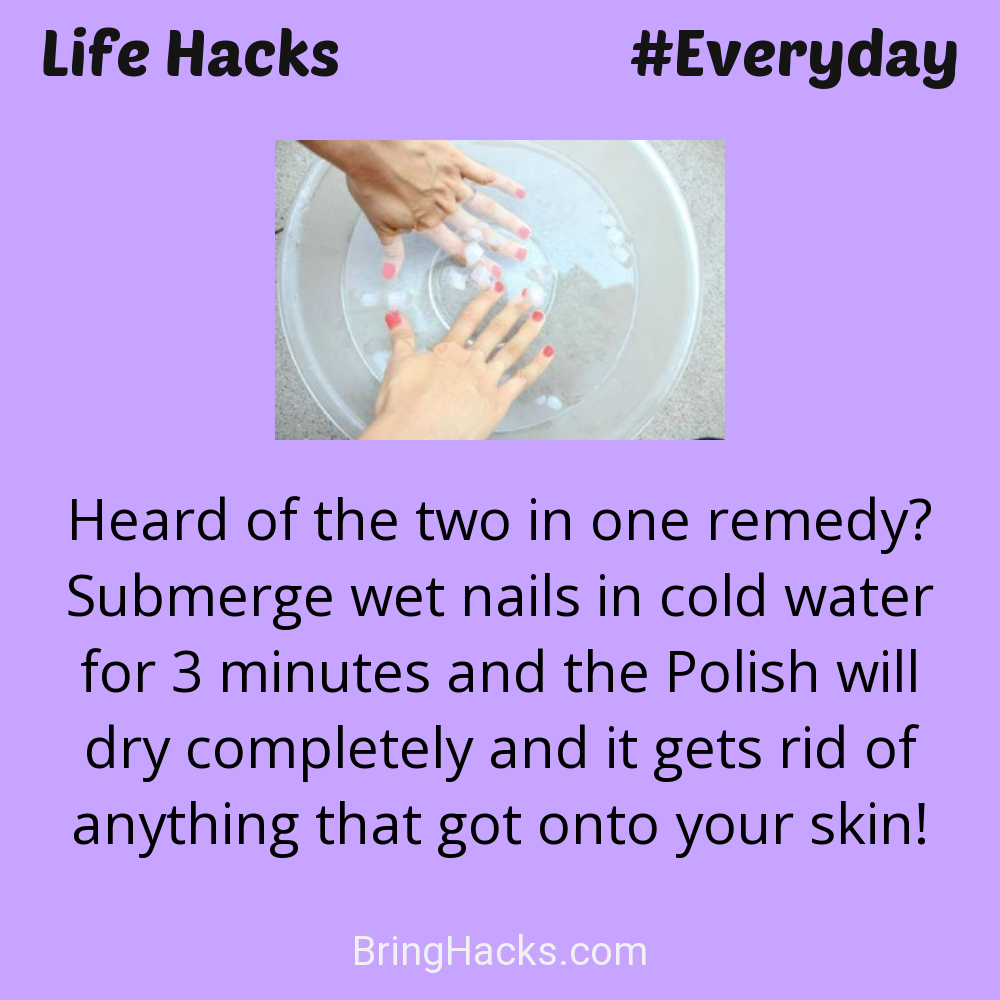 Life Hacks
#Everyday
Heard of the two in one remedy?
Submerge wet nails in cold water
for 3 minutes and the Polish will
dry completely and it gets rid of
anything that got onto your skin!
BringHacks.com